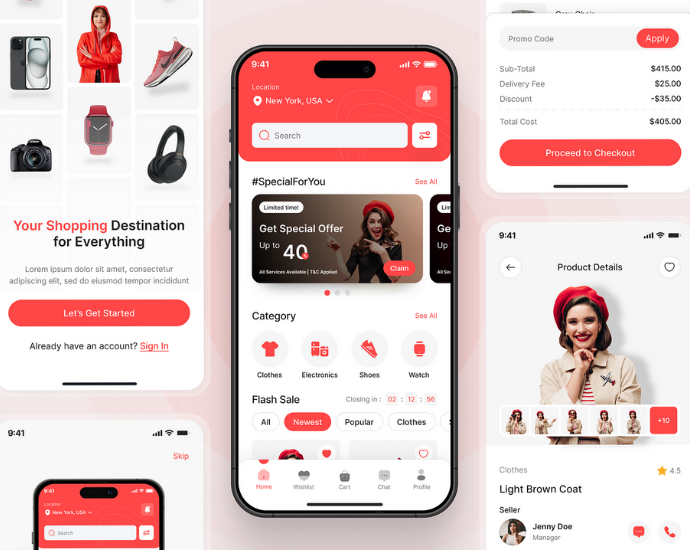 Your Shopping Destination
for Everything
Lorem ipsum dolor sit amet, consectetur
adipiscing elit, sed do eiusmod tempor incididunt
Let's Get Started
Already have an account? Sign In
9:41
Skip
9:41
Location
New York, USA
Search
9:41
Location
New York, USA
Search
#SpecialForYou
See All
Limited time!
Get Special Offer
Up to 40%
All Services Available | T&C Applied
Claim
Category
See All
Clothes
Electronics
Shoes
Watch
Flash Sale
Closing in : 02 : 12 : 56
All
Newest
Popular
Clothes
Home
Wishlist
Cart
Chat
Profile
Promo Code
Apply
Sub-Total
$415.00
Delivery Fee
$25.00
Discount
-$35.00
Total Cost
$405.00
Proceed to Checkout
9:41
Product Details
+10
Clothes
4.5
Light Brown Coat
Seller
Jenny Doe
Manager